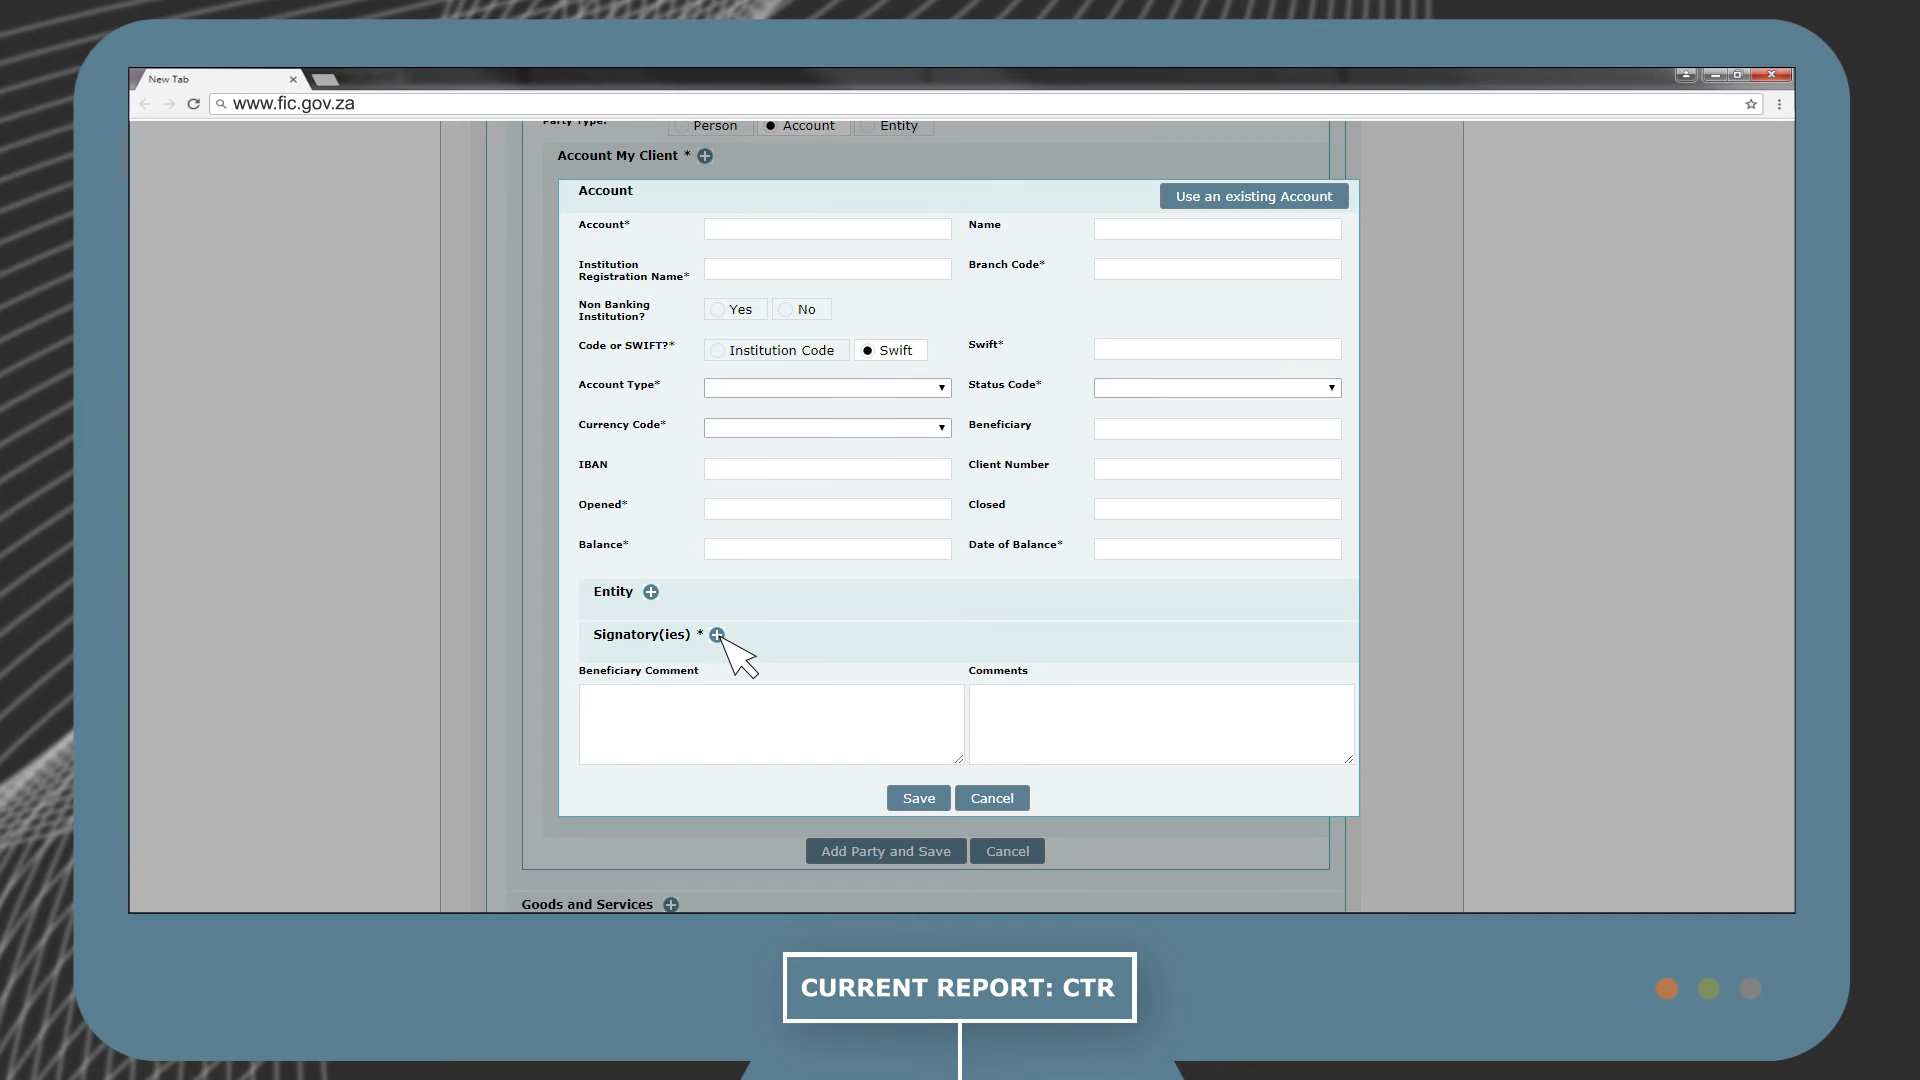 New Tab
www.fic.gov.za
Party Type:
Person
Account
Entity
Account My Client *
Account
Use an existing Account
Account*
Name
Institution
Registration Name*
Branch Code*
Non Banking
Institution?
Yes
No
Code or SWIFT?*
Institution Code
Swift
Swift*
Account Type*
Status Code*
Currency Code*
Beneficiary
IBAN
Client Number
Opened*
Closed
Balance*
Date of Balance*
Entity
Signatory(ies) *
Beneficiary Comment
Comments
Save
Cancel
Add Party and Save
Cancel
Goods and Services
CURRENT REPORT: CTR